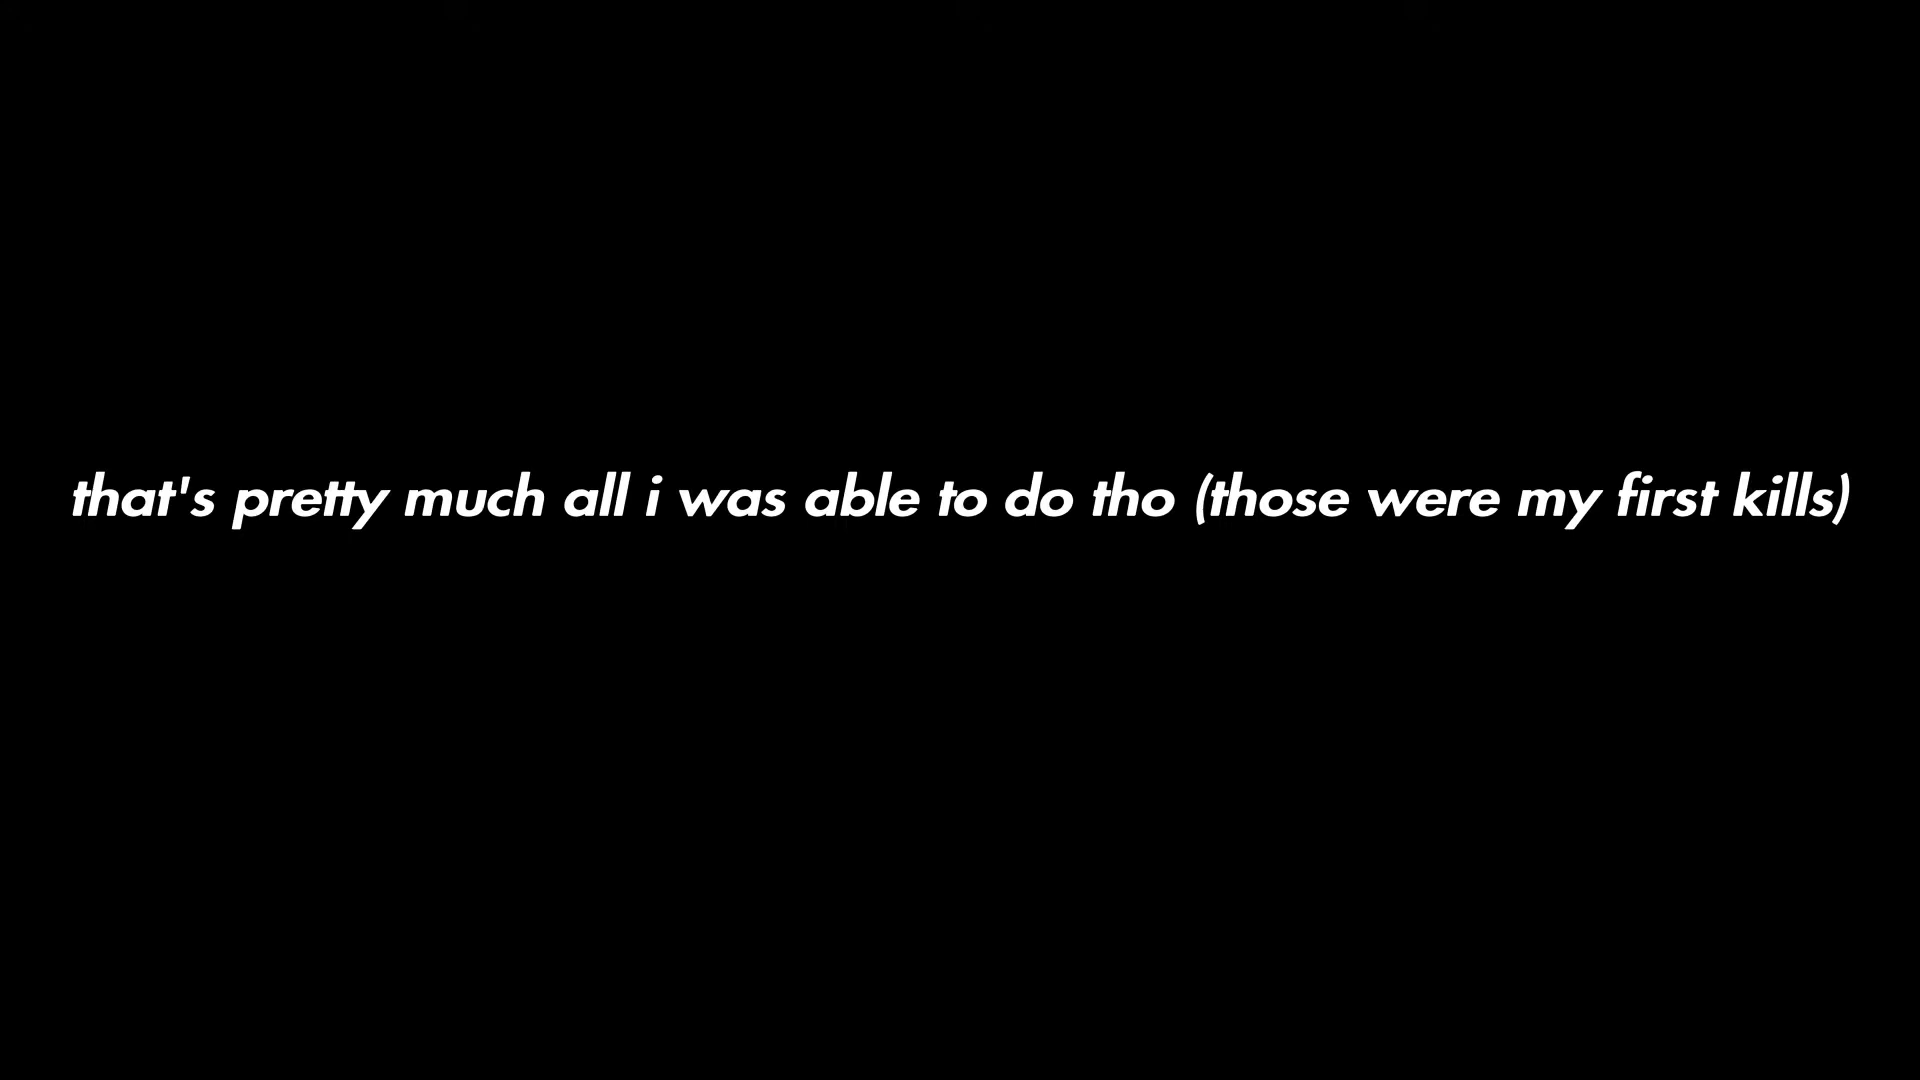 that's pretty much all i was able to do tho (those were my first kills)